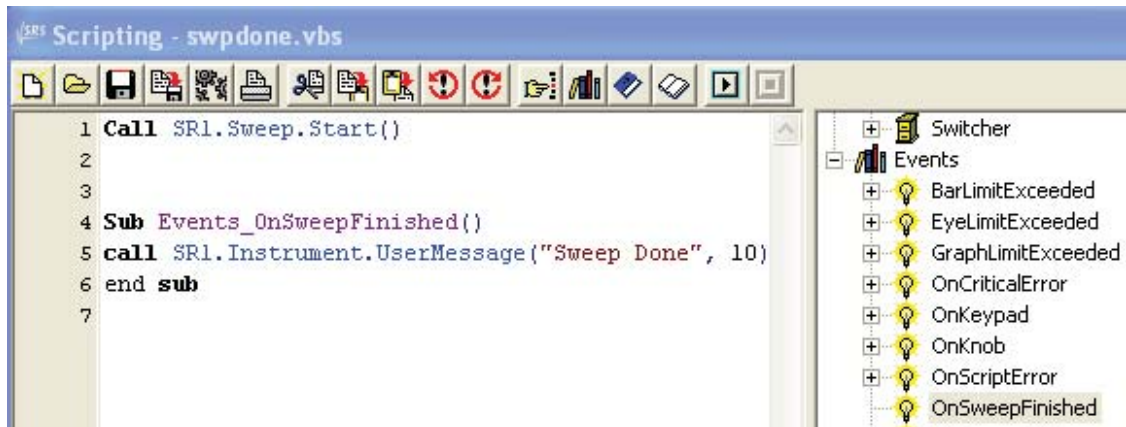 SRS Scripting - swpdone.vbs
1 Call SR1.Sweep.Start()
2
3
4 Sub Events_OnSweepFinished()
5 call SR1.Instrument.UserMessage("Sweep Done", 10)
6 end sub
7
Switcher
Events
BarLimitExceeded
EyeLimitExceeded
GraphLimitExceeded
OnCriticalError
OnKeypad
OnKnob
OnScriptError
OnSweepFinished